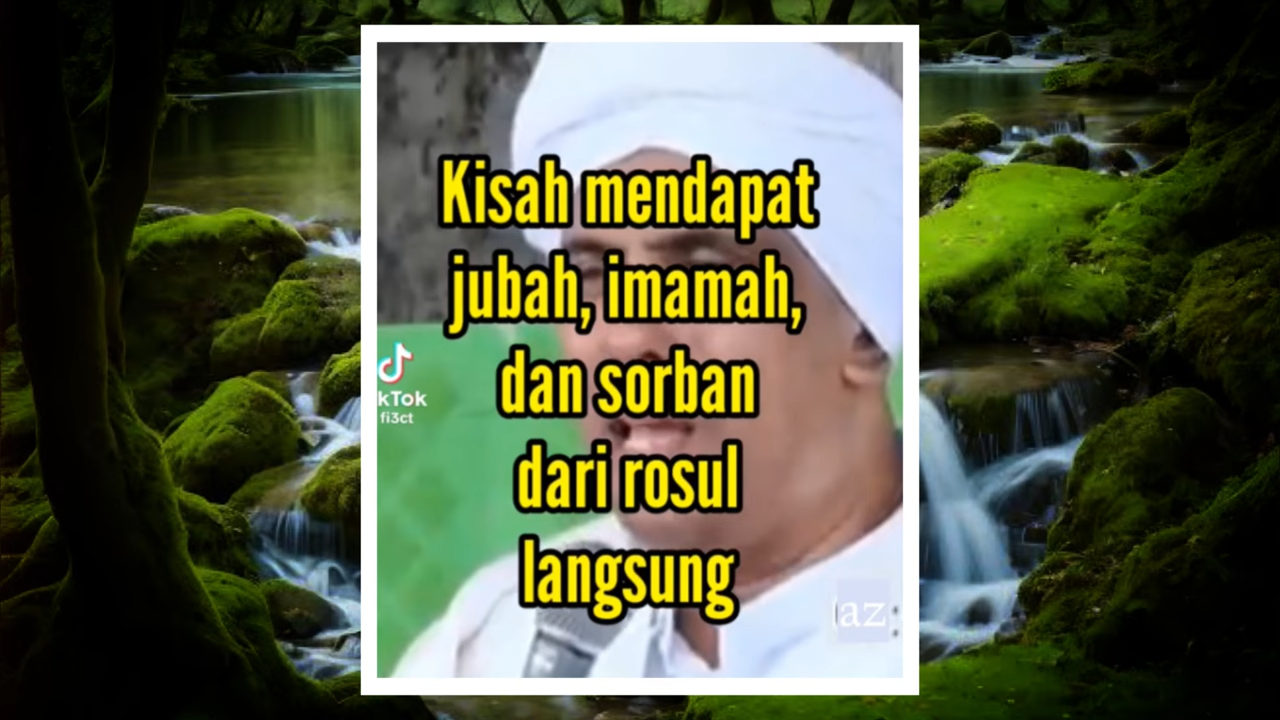 Kisah mendapat
jubah, imamah,
dan sorban
dari rosul
langsung
kTok
fi3ct
az